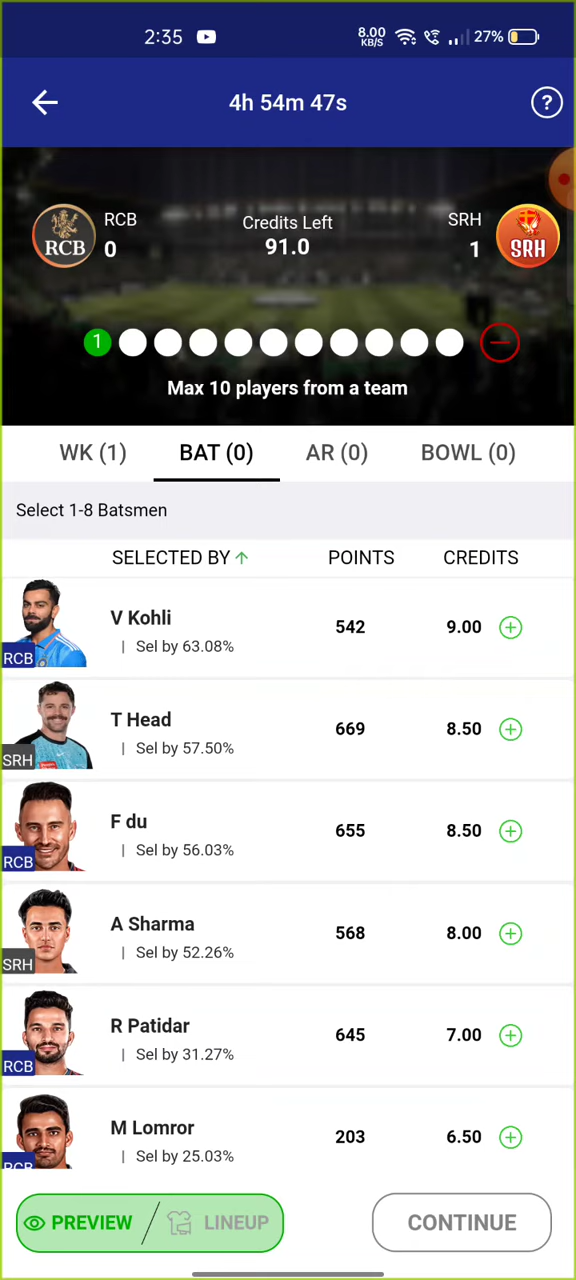 2:35 8.00 KB/S 27%
4h 54m 47s ?
RCB Credits Left SRH
RCB 0 91.0 1 SRH
1
Max 10 players from a team
WK (1) BAT (0) AR (0) BOWL (0)
Select 1-8 Batsmen
SELECTED BY POINTS CREDITS
V Kohli 542 9.00
| Sel by 63.08%
RCB
T Head 669 8.50
| Sel by 57.50%
SRH
F du 655 8.50
| Sel by 56.03%
RCB
A Sharma 568 8.00
| Sel by 52.26%
SRH
R Patidar 645 7.00
| Sel by 31.27%
RCB
M Lomror 203 6.50
| Sel by 25.03%
RCB
PREVIEW LINEUP CONTINUE